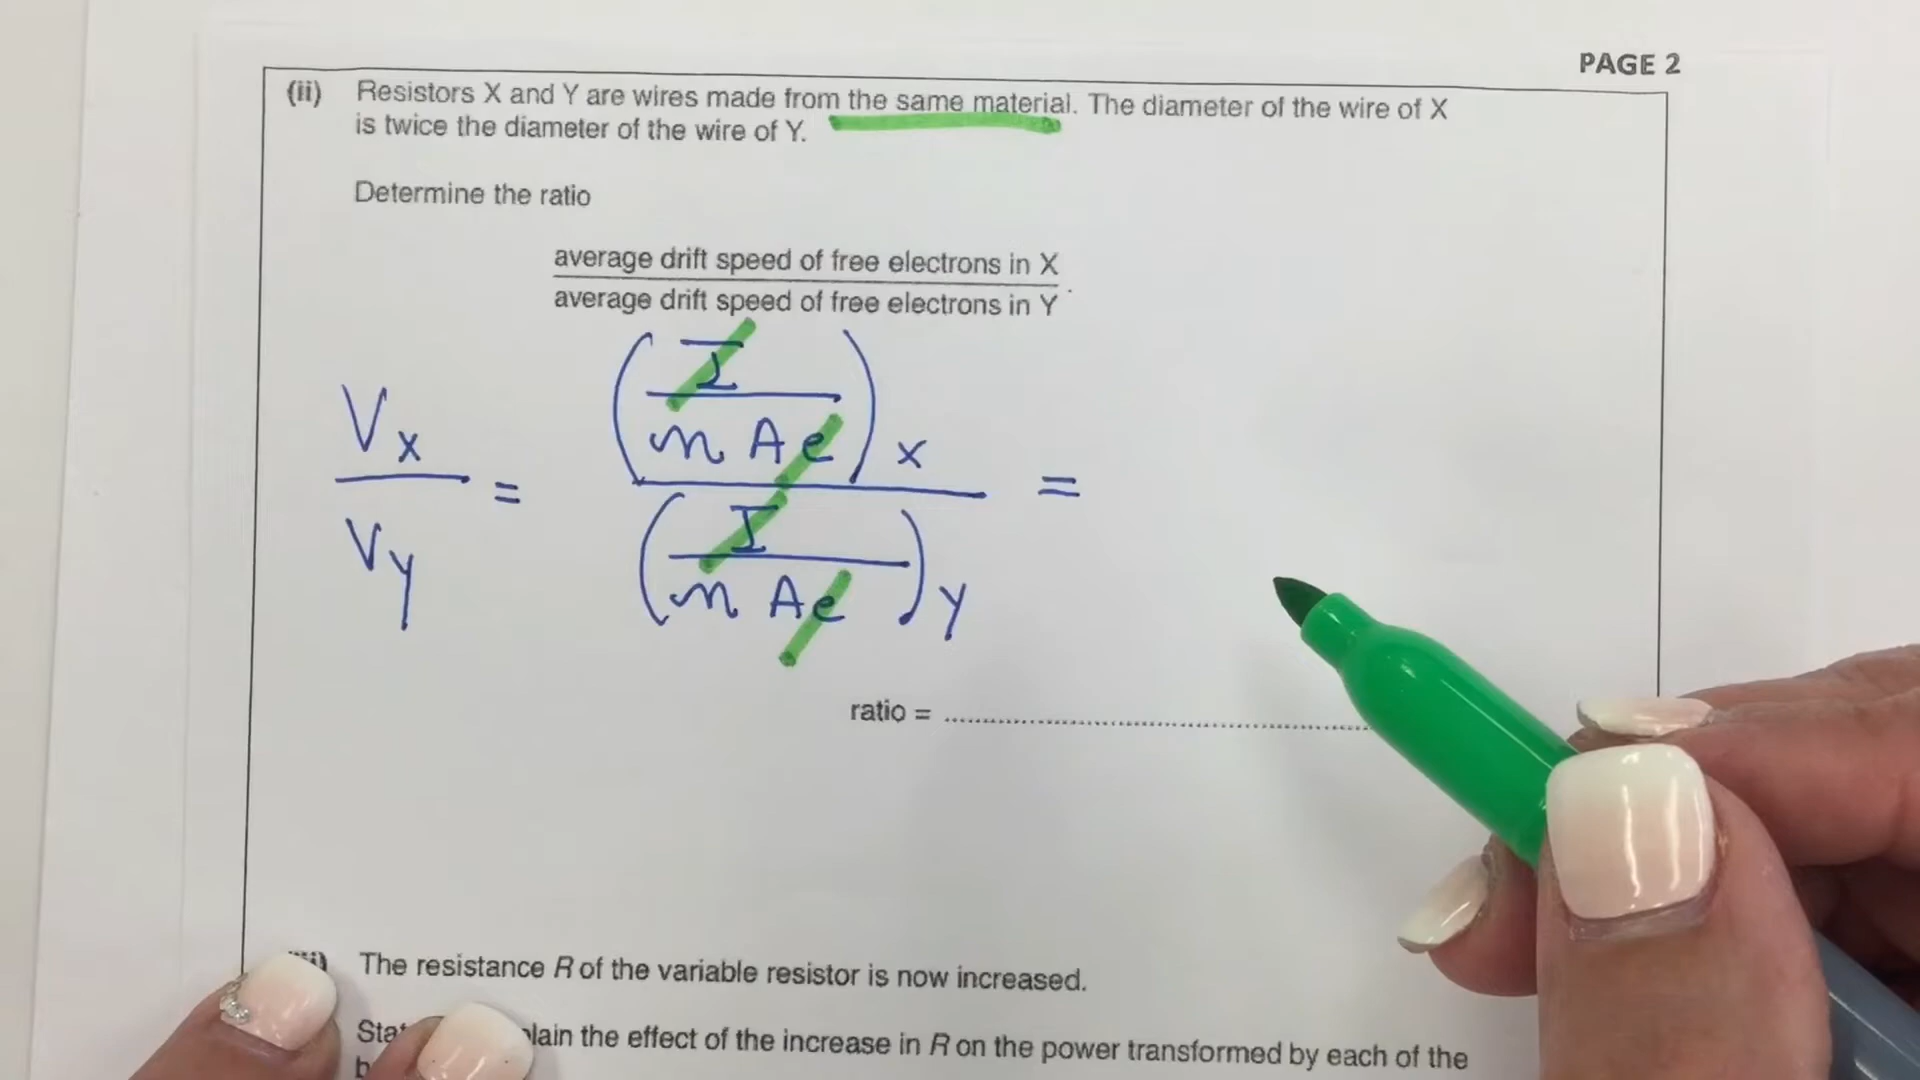 PAGE 2
(ii) Resistors X and Y are wires made from the same material. The diameter of the wire of X
is twice the diameter of the wire of Y.
Determine the ratio
average drift speed of free electrons in X
average drift speed of free electrons in Y .
Vx / Vy = (I / n A e)x / (I / n A e)y =
ratio = ........................................
The resistance R of the variable resistor is now increased.
the effect of the increase in R on the power transformed by each of the